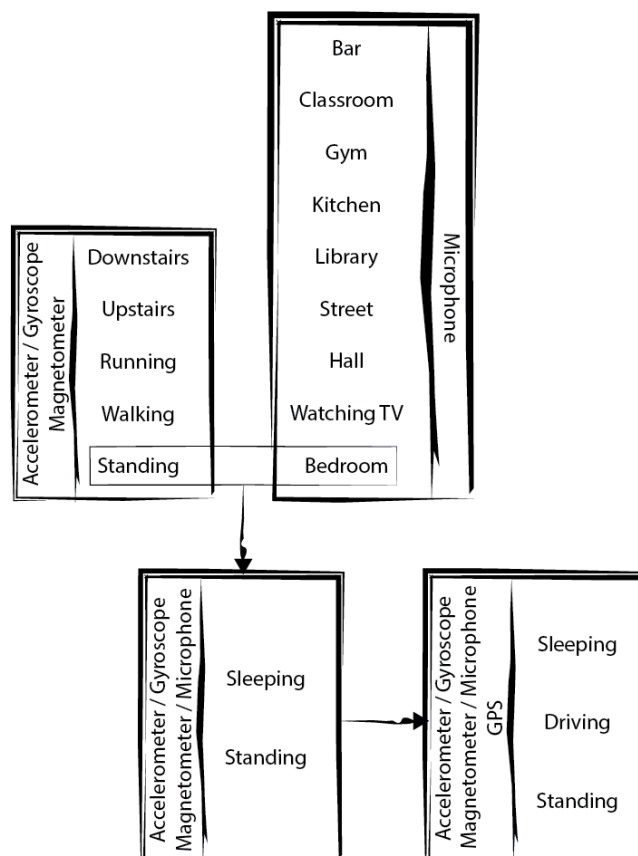 Accelerometer / Gyroscope
Magnetometer
Downstairs
Upstairs
Running
Walking
Standing
Bar
Classroom
Gym
Kitchen
Library
Street
Hall
Watching TV
Bedroom
Microphone
Accelerometer / Gyroscope
Magnetometer / Microphone
Sleeping
Standing
Accelerometer / Gyroscope
Magnetometer / Microphone
GPS
Sleeping
Driving
Standing